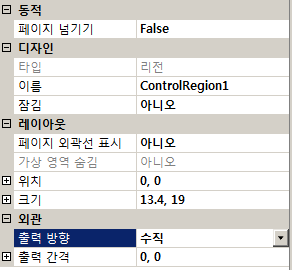 동적
페이지 넘기기 False
디자인
타입 리전
이름 ControlRegion1
잠김 아니오
레이아웃
페이지 외곽선 표시 아니오
가상 영역 숨김 아니오
위치 0, 0
크기 13.4, 19
외관
출력 방향 수직
출력 간격 0, 0